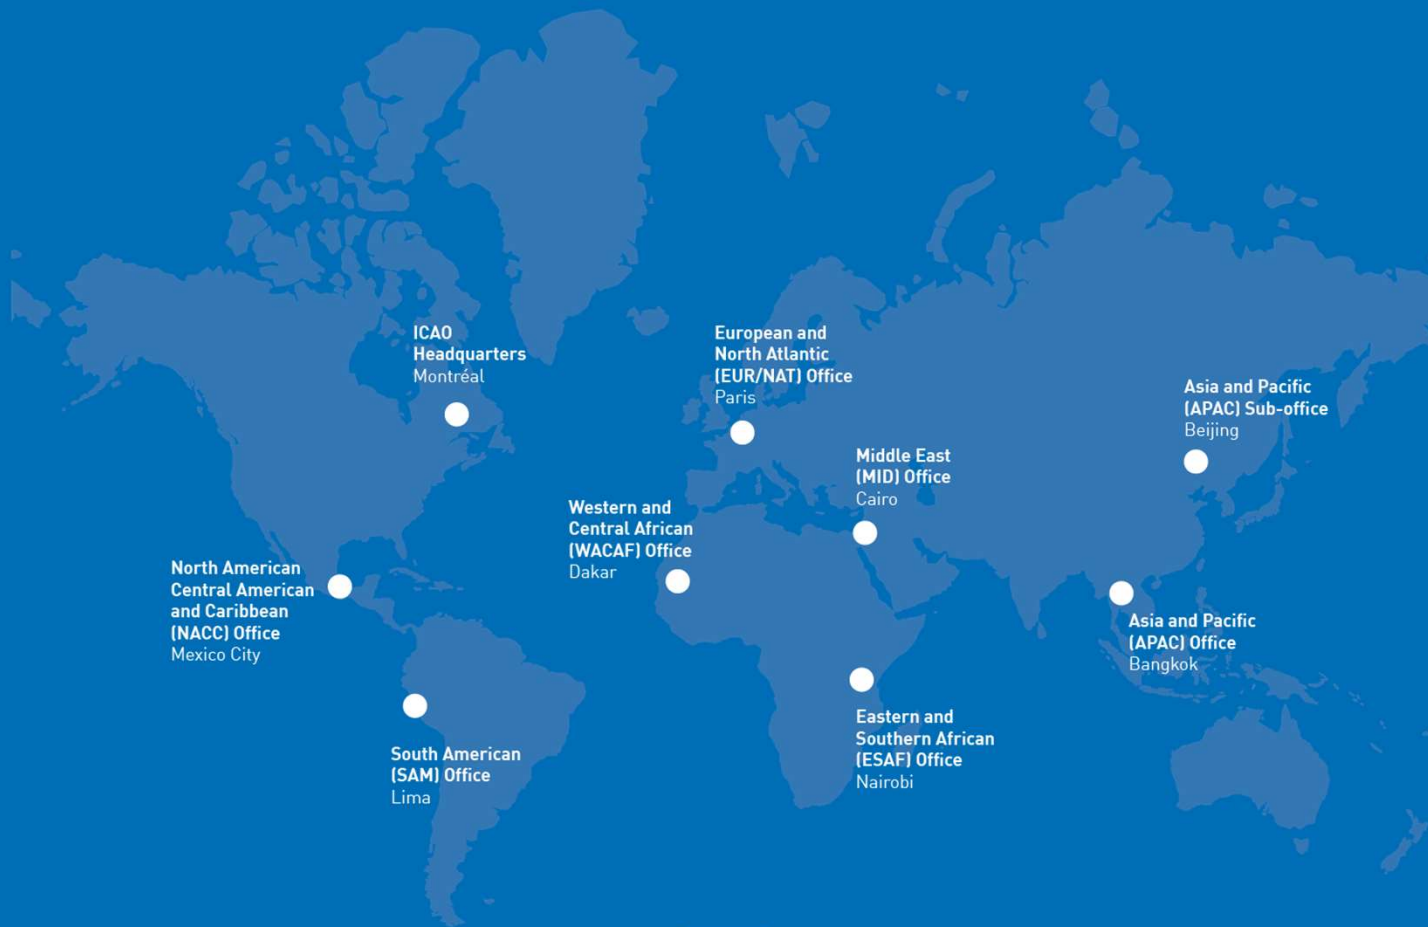 ICAO
Headquarters
Montréal
European and
North Atlantic
(EUR/NAT) Office
Paris
Asia and Pacific
(APAC) Sub-office
Beijing
Middle East
(MID) Office
Cairo
Western and
Central African
(WACAF) Office
Dakar
North American
Central American
and Caribbean
(NACC) Office
Mexico City
Asia and Pacific
(APAC) Office
Bangkok
South American
(SAM) Office
Lima
Eastern and
Southern African
(ESAF) Office
Nairobi